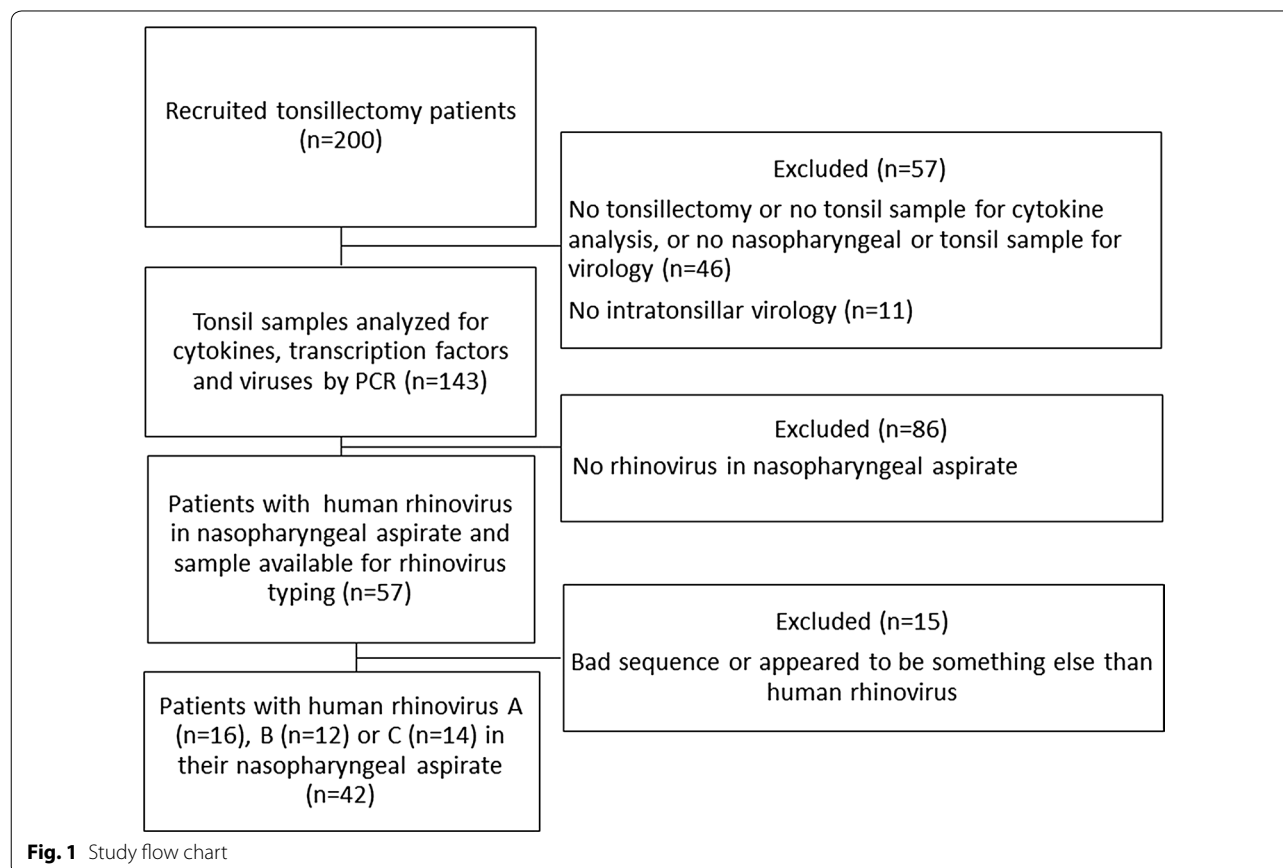 Recruited tonsillectomy patients
(n=200)
Excluded (n=57)
No tonsillectomy or no tonsil sample for cytokine
analysis, or no nasopharyngeal or tonsil sample for
virology (n=46)
No intratonsillar virology (n=11)
Tonsil samples analyzed for
cytokines, transcription factors
and viruses by PCR (n=143)
Excluded (n=86)
No rhinovirus in nasopharyngeal aspirate
Patients with human rhinovirus
in nasopharyngeal aspirate and
sample available for rhinovirus
typing (n=57)
Excluded (n=15)
Bad sequence or appeared to be something else than
human rhinovirus
Patients with human rhinovirus A
(n=16), B (n=12) or C (n=14) in
their nasopharyngeal aspirate
(n=42)
Fig. 1 Study flow chart